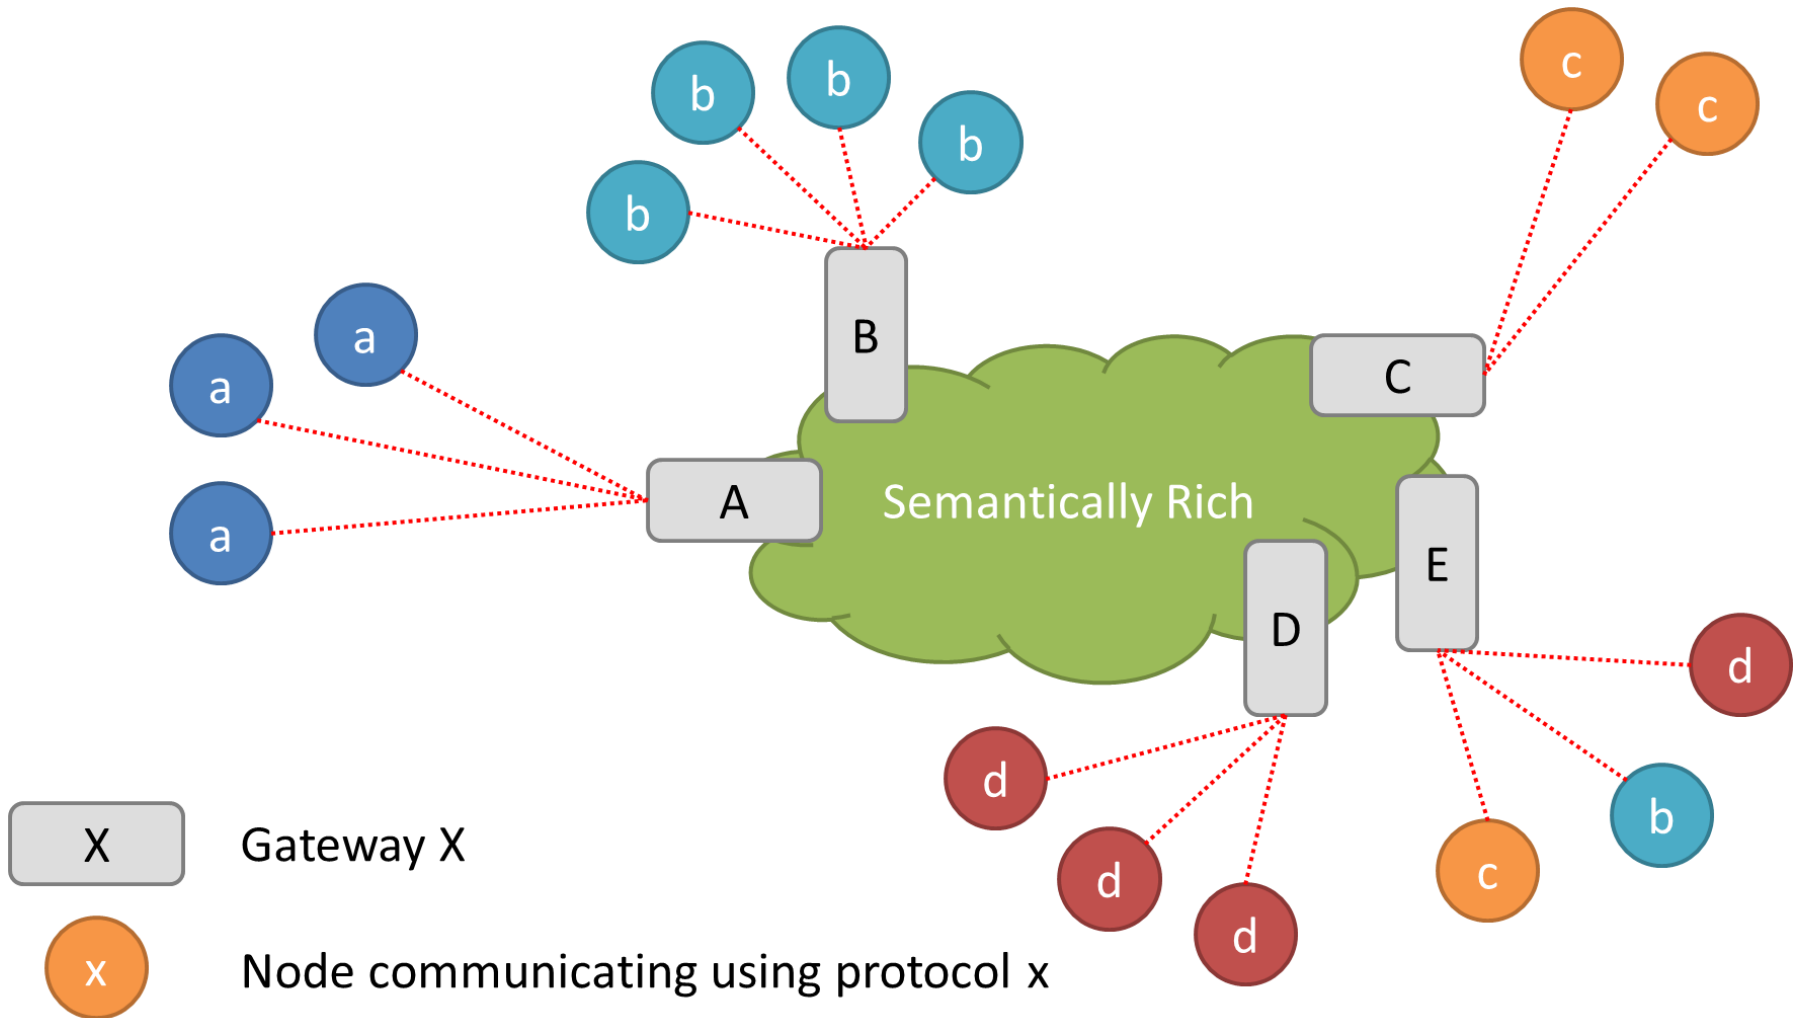 b
b
b
b
c
c
a
a
a
B
C
A
Semantically Rich
E
D
d
d
d
d
b
c
X
Gateway X
x
Node communicating using protocol x